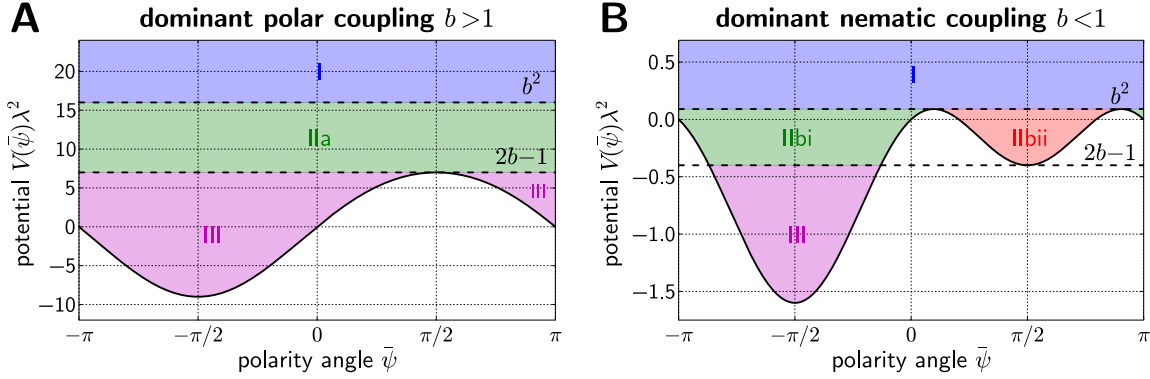 A
dominant polar coupling b > 1
potential V(ψ̄)λ²
20
15
10
5
0
−5
−10
I
b²
IIa
2b−1
III
III
−π
−π/2
0
π/2
π
polarity angle ψ̄
B
dominant nematic coupling b < 1
potential V(ψ̄)λ²
0.5
0.0
−0.5
−1.0
−1.5
I
b²
IIbi
IIbii
2b−1
III
−π
−π/2
0
π/2
π
polarity angle ψ̄